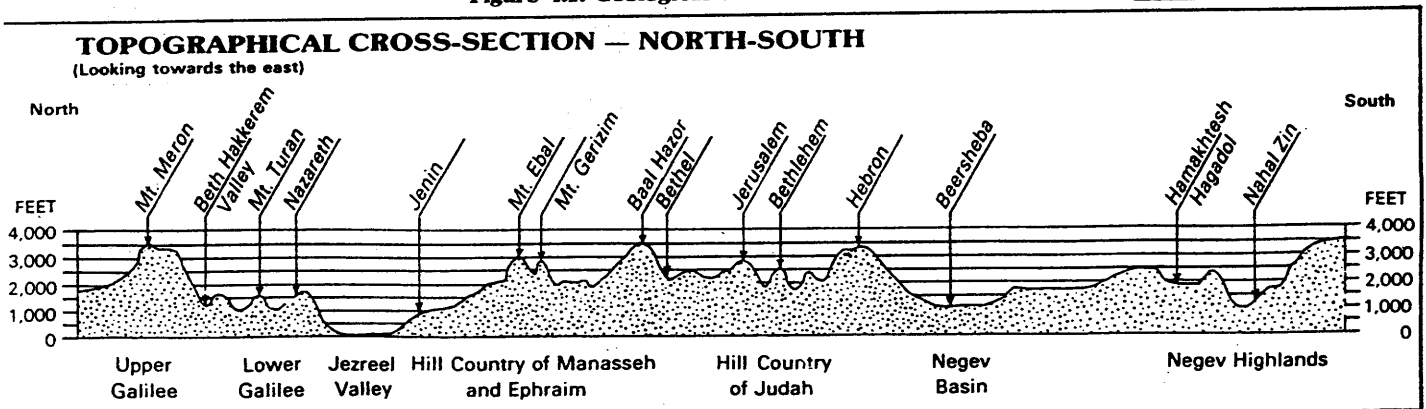 TOPOGRAPHICAL CROSS-SECTION — NORTH-SOUTH
(Looking towards the east)
North
South
Mt. Meron
Beth Hakkerem
Valley
Mt. Turan
Nazareth
Jenin
Mt. Ebal
Mt. Gerizim
Baal Hazor
Bethel
Jerusalem
Bethlehem
Hebron
Beersheba
Hamakhtesh
Hagadol
Nahal Zin
FEET
4,000
3,000
2,000
1,000
0
FEET
4,000
3,000
2,000
1,000
0
Upper
Galilee
Lower
Galilee
Jezreel
Valley
Hill Country of Manasseh
and Ephraim
Hill Country
of Judah
Negev
Basin
Negev Highlands